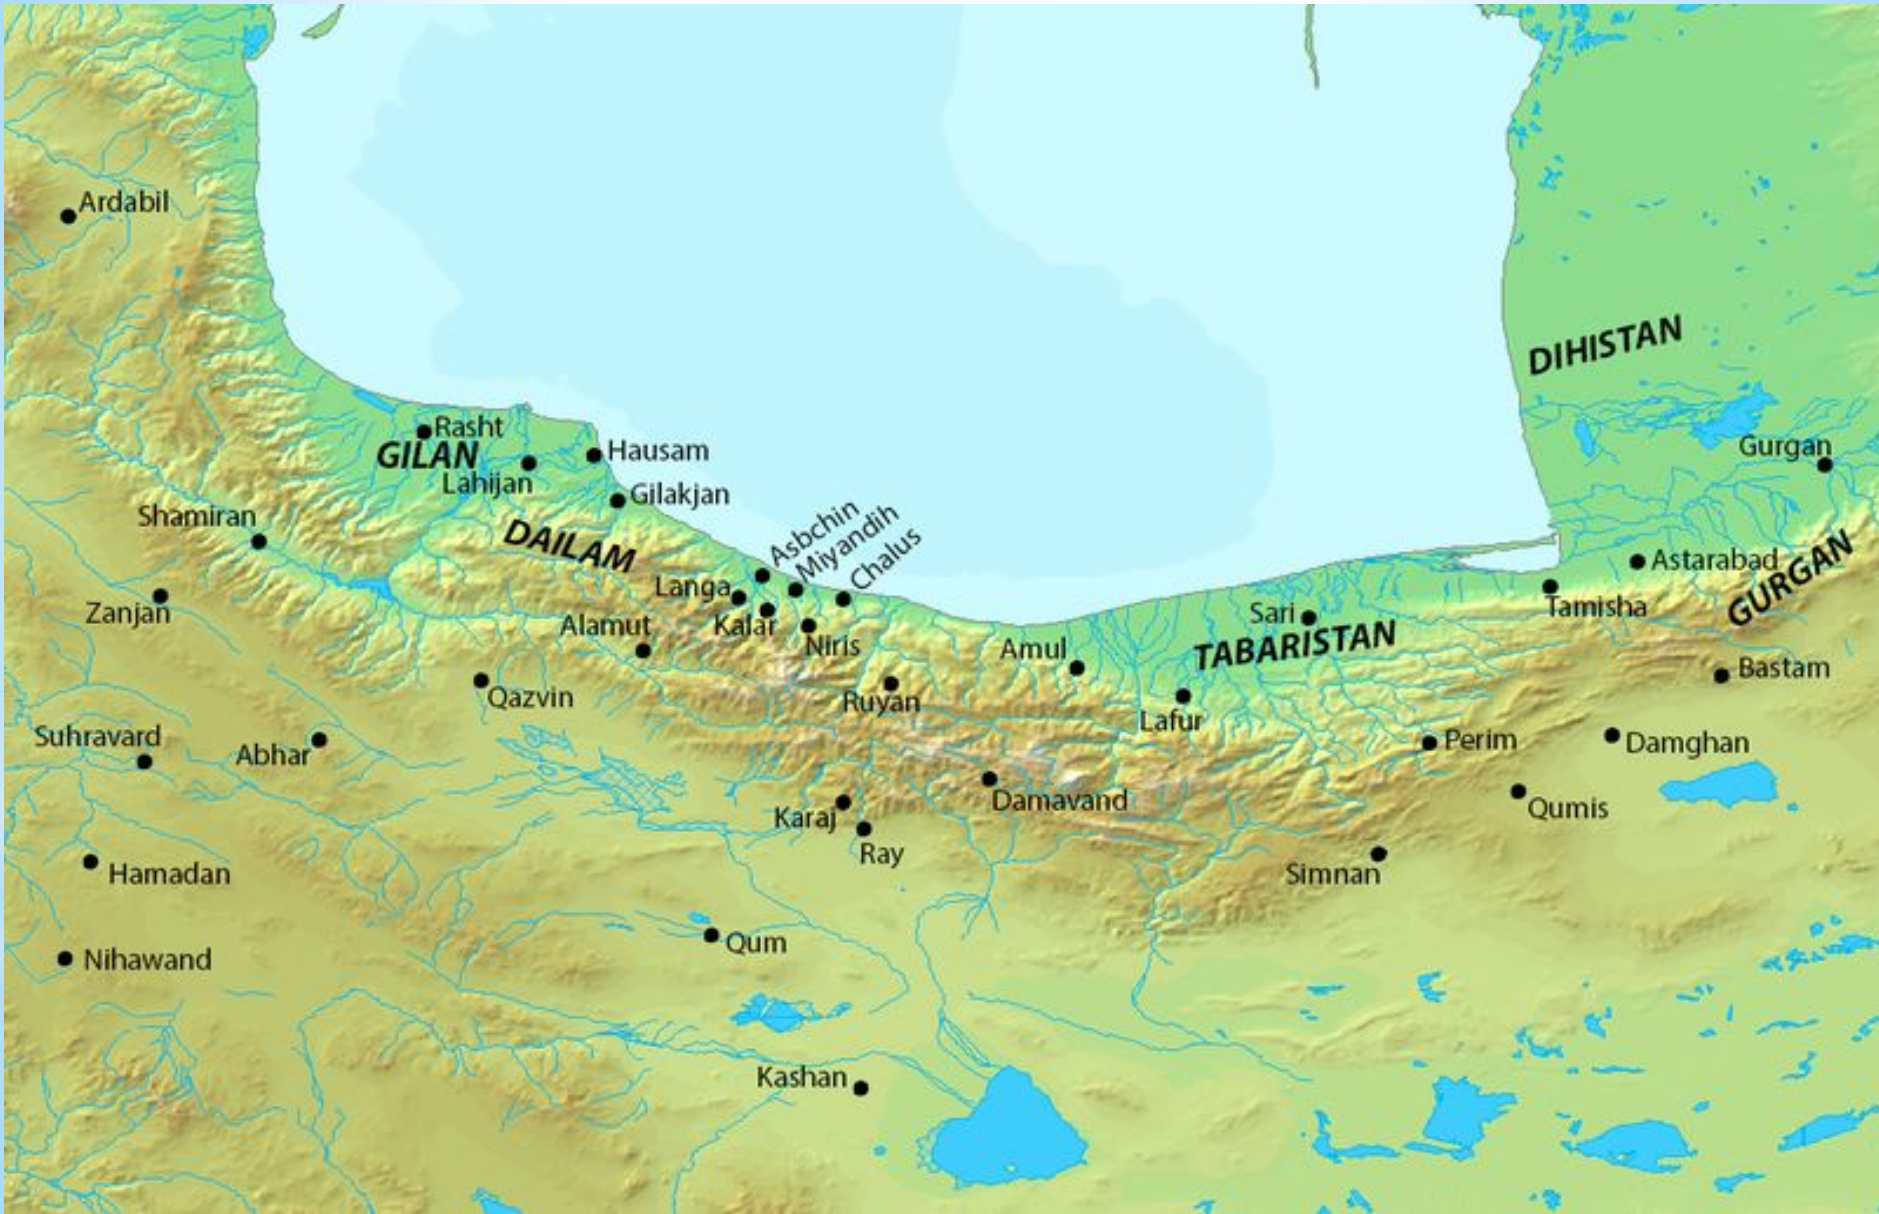 Ardabil
DIHISTAN
Rasht
GILAN
Hausam
Gurgan
Lahijan
Gilakjan
Shamiran
DAILAM
Asbchin
Miyandih
Chalus
Astarabad
GURGAN
Langa
Zanjan
Kalar
Alamut
Niris
Sari
Tamisha
TABARISTAN
Amul
Bastam
Qazvin
Ruyan
Lafur
Suhravard
Abhar
Perim
Damghan
Damavand
Qumis
Karaj
Ray
Hamadan
Simnan
Qum
Nihawand
Kashan